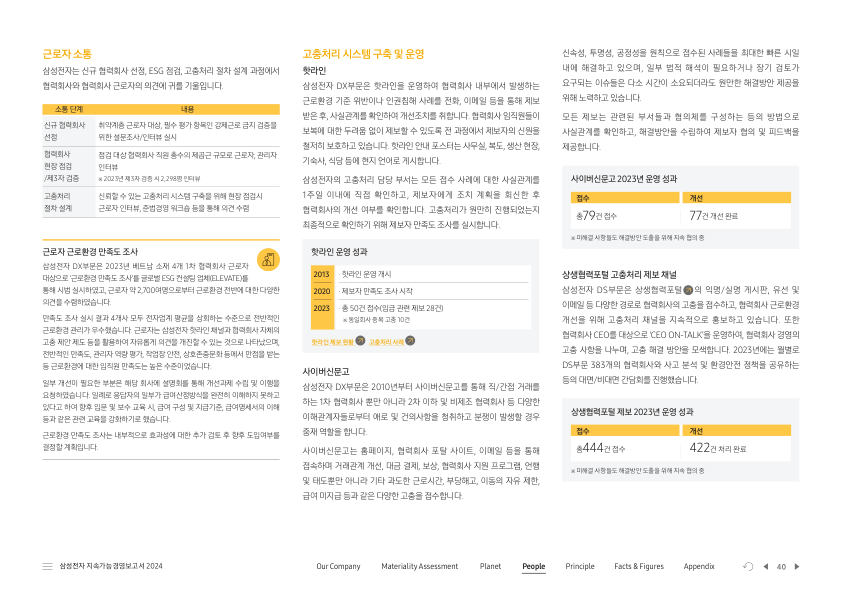 근로자 소통
삼성전자는 신규 협력회사 선정, ESG 점검, 고충처리 절차 설계 과정에서
협력회사와 협력회사 근로자의 의견에 귀를 기울입니다.
소통 단계 내용
신규 협력회사
선정
취약계층 근로자 대상, 필수 평가 항목인 강제근로 금지 검증을
위한 설문조사/인터뷰 실시
협력회사
현장 점검
/제3자 검증
점검 대상 협력회사 직원 총수의 제곱근 규모로 근로자, 관리자
인터뷰
※ 2023년 제3자 검증 시 2,298명 인터뷰
고충처리
절차 설계
신뢰할 수 있는 고충처리 시스템 구축을 위해 현장 점검시
근로자 인터뷰, 준법경영 워크숍 등을 통해 의견 수렴
근로자 근로환경 만족도 조사
삼성전자 DX부문은 2023년 베트남 소재 4개 1차 협력회사 근로자
대상으로 '근로환경 만족도 조사'를 글로벌 ESG 컨설팅 업체(ELEVATE)를
통해 시범 실시하였고, 근로자 약 2,700여명으로부터 근로환경 전반에 대한 다양한
의견을 수렴하였습니다.
만족도 조사 실시 결과 4개사 모두 전자업계 평균을 상회하는 수준으로 전반적인
근로환경 관리가 우수했습니다. 근로자는 삼성전자 핫라인 채널과 협력회사 자체의
고충 제안 제도 등을 활용하여 자유롭게 의견을 개진할 수 있는 것으로 나타났으며,
전반적인 만족도, 관리자 역량 평가, 작업장 안전, 상호존중문화 등에서 만점을 받는
등 근로환경에 대한 임직원 만족도는 높은 수준이었습니다.
일부 개선이 필요한 부분은 해당 회사에 설명회를 통해 개선과제 수립 및 이행을
요청하였습니다. 일례로 응답자의 일부가 급여산정방식을 완전히 이해하지 못하고
있다고 하여 향후 입문 및 보수 교육 시, 급여 구성 및 지급기준, 급여명세서의 이해
등과 같은 관련 교육을 강화하기로 했습니다.
근로환경 만족도 조사는 내부적으로 효과성에 대한 추가 검토 후 향후 도입여부를
결정할 계획입니다.
고충처리 시스템 구축 및 운영
핫라인
삼성전자 DX부문은 핫라인을 운영하여 협력회사 내부에서 발생하는
근로환경 기준 위반이나 인권침해 사례를 전화, 이메일 등을 통해 제보
받은 후, 사실관계를 확인하여 개선조치를 취합니다. 협력회사 임직원들이
보복에 대한 두려움 없이 제보할 수 있도록 전 과정에서 제보자의 신원을
철저히 보호하고 있습니다. 핫라인 안내 포스터는 사무실, 복도, 생산 현장,
기숙사, 식당 등에 현지 언어로 게시합니다.
삼성전자의 고충처리 담당 부서는 모든 접수 사례에 대한 사실관계를
1주일 이내에 직접 확인하고, 제보자에게 조치 계획을 회신한 후
협력회사의 개선 여부를 확인합니다. 고충처리가 원만히 진행되었는지
최종적으로 확인하기 위해 제보자 만족도 조사를 실시합니다.
핫라인 운영 성과
2013 · 핫라인 운영 개시
2020 · 제보자 만족도 조사 시작
2023 · 총 50건 접수(임금 관련 제보 28건)
※ 동일회사 중복 고충 10건
핫라인 제보 현황 고충처리 사례
사이버신문고
삼성전자 DX부문은 2010년부터 사이버신문고를 통해 직/간접 거래를
하는 1차 협력회사 뿐만 아니라 2차 이하 및 비제조 협력회사 등 다양한
이해관계자들로부터 애로 및 건의사항을 청취하고 분쟁이 발생할 경우
중재 역할을 합니다.
사이버신문고는 홈페이지, 협력회사 포탈 사이트, 이메일 등을 통해
접속하며 거래관계 개선, 대금 결제, 보상, 협력회사 지원 프로그램, 언행
및 태도뿐만 아니라 기타 과도한 근로시간, 부당해고, 이동의 자유 제한,
급여 미지급 등과 같은 다양한 고충을 접수합니다.
신속성, 투명성, 공정성을 원칙으로 접수된 사례들을 최대한 빠른 시일
내에 해결하고 있으며, 일부 법적 해석이 필요하거나 장기 검토가
요구되는 이슈들은 다소 시간이 소요되더라도 원만한 해결방안 제공을
위해 노력하고 있습니다.
모든 제보는 관련된 부서들과 협의체를 구성하는 등의 방법으로
사실관계를 확인하고, 해결방안을 수립하여 제보자 협의 및 피드백을
제공합니다.
사이버신문고 2023년 운영 성과
접수 개선
총79건 접수 77건 개선 완료
※ 미해결 사항들도 해결방안 도출을 위해 지속 협의 중
상생협력포털 고충처리 제보 채널
삼성전자 DS부문은 상생협력포털의 익명/실명 게시판, 유선 및
이메일 등 다양한 경로로 협력회사의 고충을 접수하고, 협력회사 근로환경
개선을 위해 고충처리 채널을 지속적으로 홍보하고 있습니다. 또한
협력회사 CEO를 대상으로 'CEO ON-TALK'을 운영하여, 협력회사 경영의
고충 사항을 나누며, 고충 해결 방안을 모색합니다. 2023년에는 월별로
DS부문 383개의 협력회사와 사고 분석 및 환경안전 정책을 공유하는
등의 대면/비대면 간담회를 진행했습니다.
상생협력포털 제보 2023년 운영 성과
접수 개선
총444건 접수 422건 처리 완료
※ 미해결 사항들도 해결방안 도출을 위해 지속 협의 중
삼성전자 지속가능경영보고서 2024 Our Company Materiality Assessment Planet People Principle Facts & Figures Appendix 40